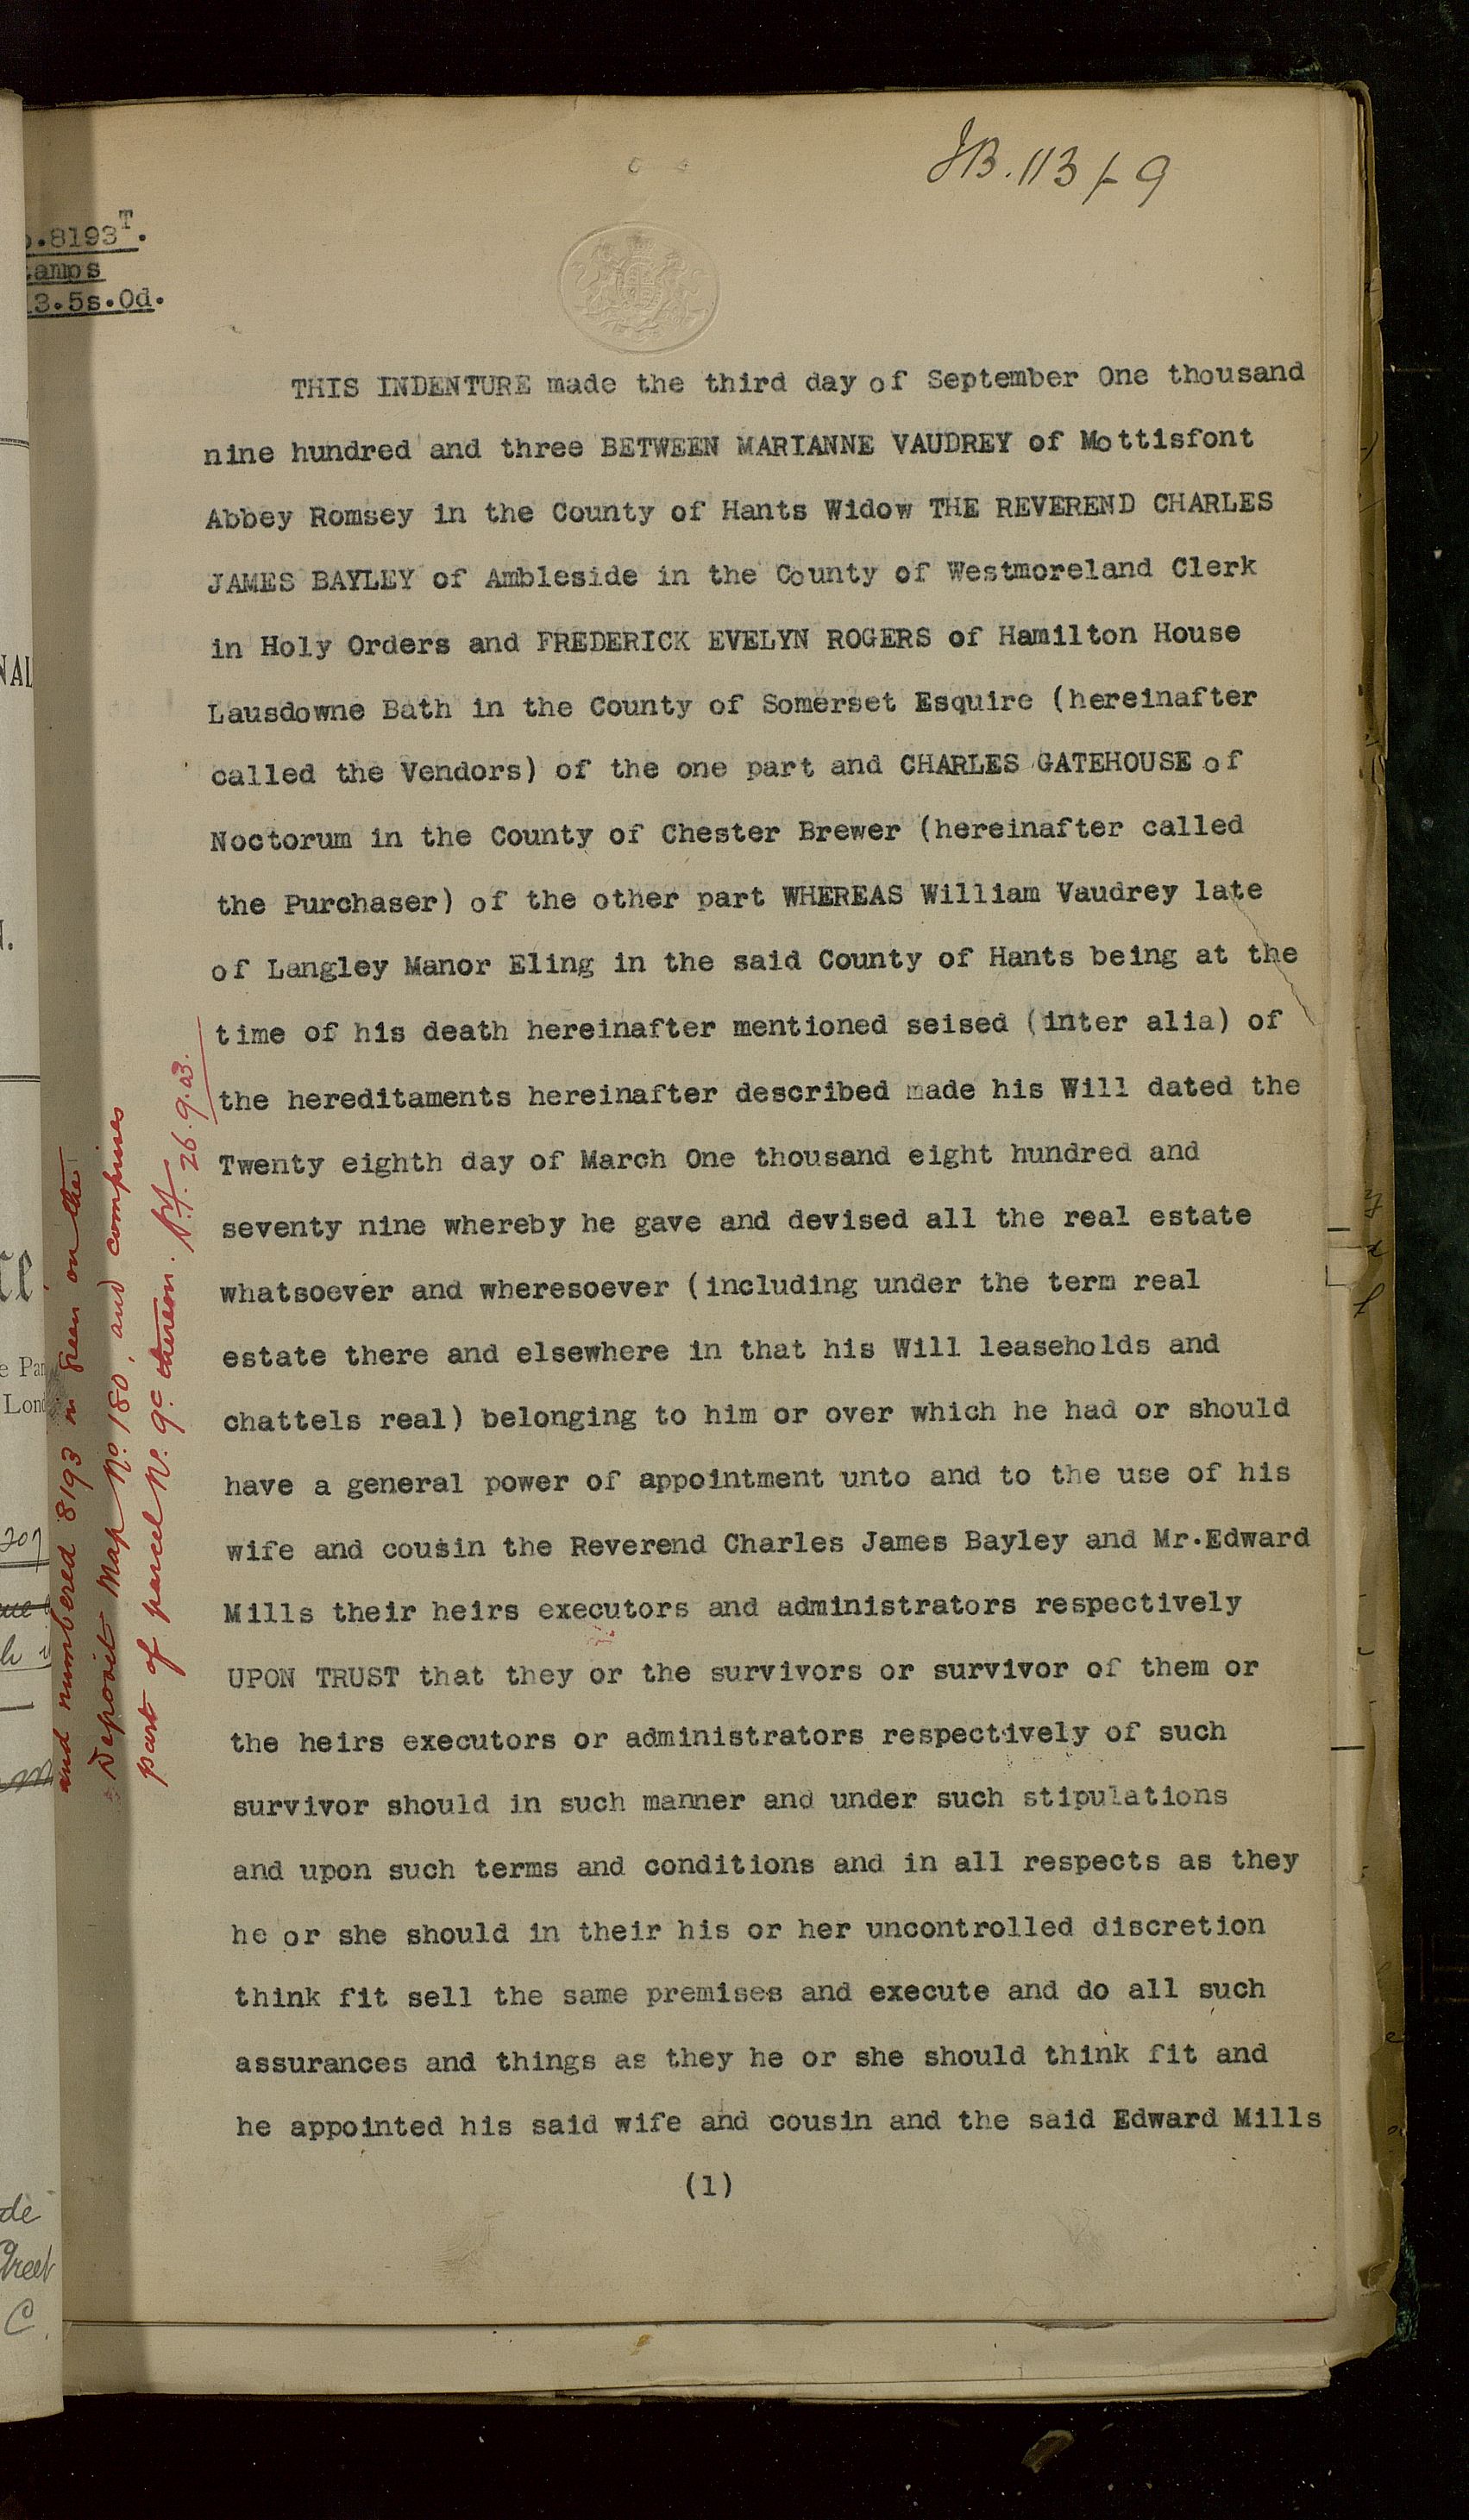 JB. 113 / 9
o.8193T.
tamps
13.5s.0d.
THIS INDENTURE made the third day of September One thousand
nine hundred and three BETWEEN MARIANNE VAUDREY of Mottisfont
Abbey Romsey in the County of Hants Widow THE REVEREND CHARLES
JAMES BAYLEY of Ambleside in the County of Westmoreland Clerk
in Holy Orders and FREDERICK EVELYN ROGERS of Hamilton House
Lausdowne Bath in the County of Somerset Esquire (hereinafter
called the Vendors) of the one part and CHARLES GATEHOUSE of
Noctorum in the County of Chester Brewer (hereinafter called
the Purchaser) of the other part WHEREAS William Vaudrey late
of Langley Manor Eling in the said County of Hants being at the
time of his death hereinafter mentioned seised (inter alia) of
the hereditaments hereinafter described made his Will dated the
Twenty eighth day of March One thousand eight hundred and
seventy nine whereby he gave and devised all the real estate
whatsoever and wheresoever (including under the term real
estate there and elsewhere in that his Will leaseholds and
chattels real) belonging to him or over which he had or should
have a general power of appointment unto and to the use of his
wife and cousin the Reverend Charles James Bayley and Mr.Edward
Mills their heirs executors and administrators respectively
UPON TRUST that they or the survivors or survivor of them or
the heirs executors or administrators respectively of such
survivor should in such manner and under such stipulations
and upon such terms and conditions and in all respects as they
he or she should in their his or her uncontrolled discretion
think fit sell the same premises and execute and do all such
assurances and things as they he or she should think fit and
he appointed his said wife and cousin and the said Edward Mills
(1)
and numbered 8193 in green on the
Deposit Map No. 180, and comprises
part of parcel No. 9c thereon. 26.9.03.
NAL
e Par
Lond
207
de
Street
C.